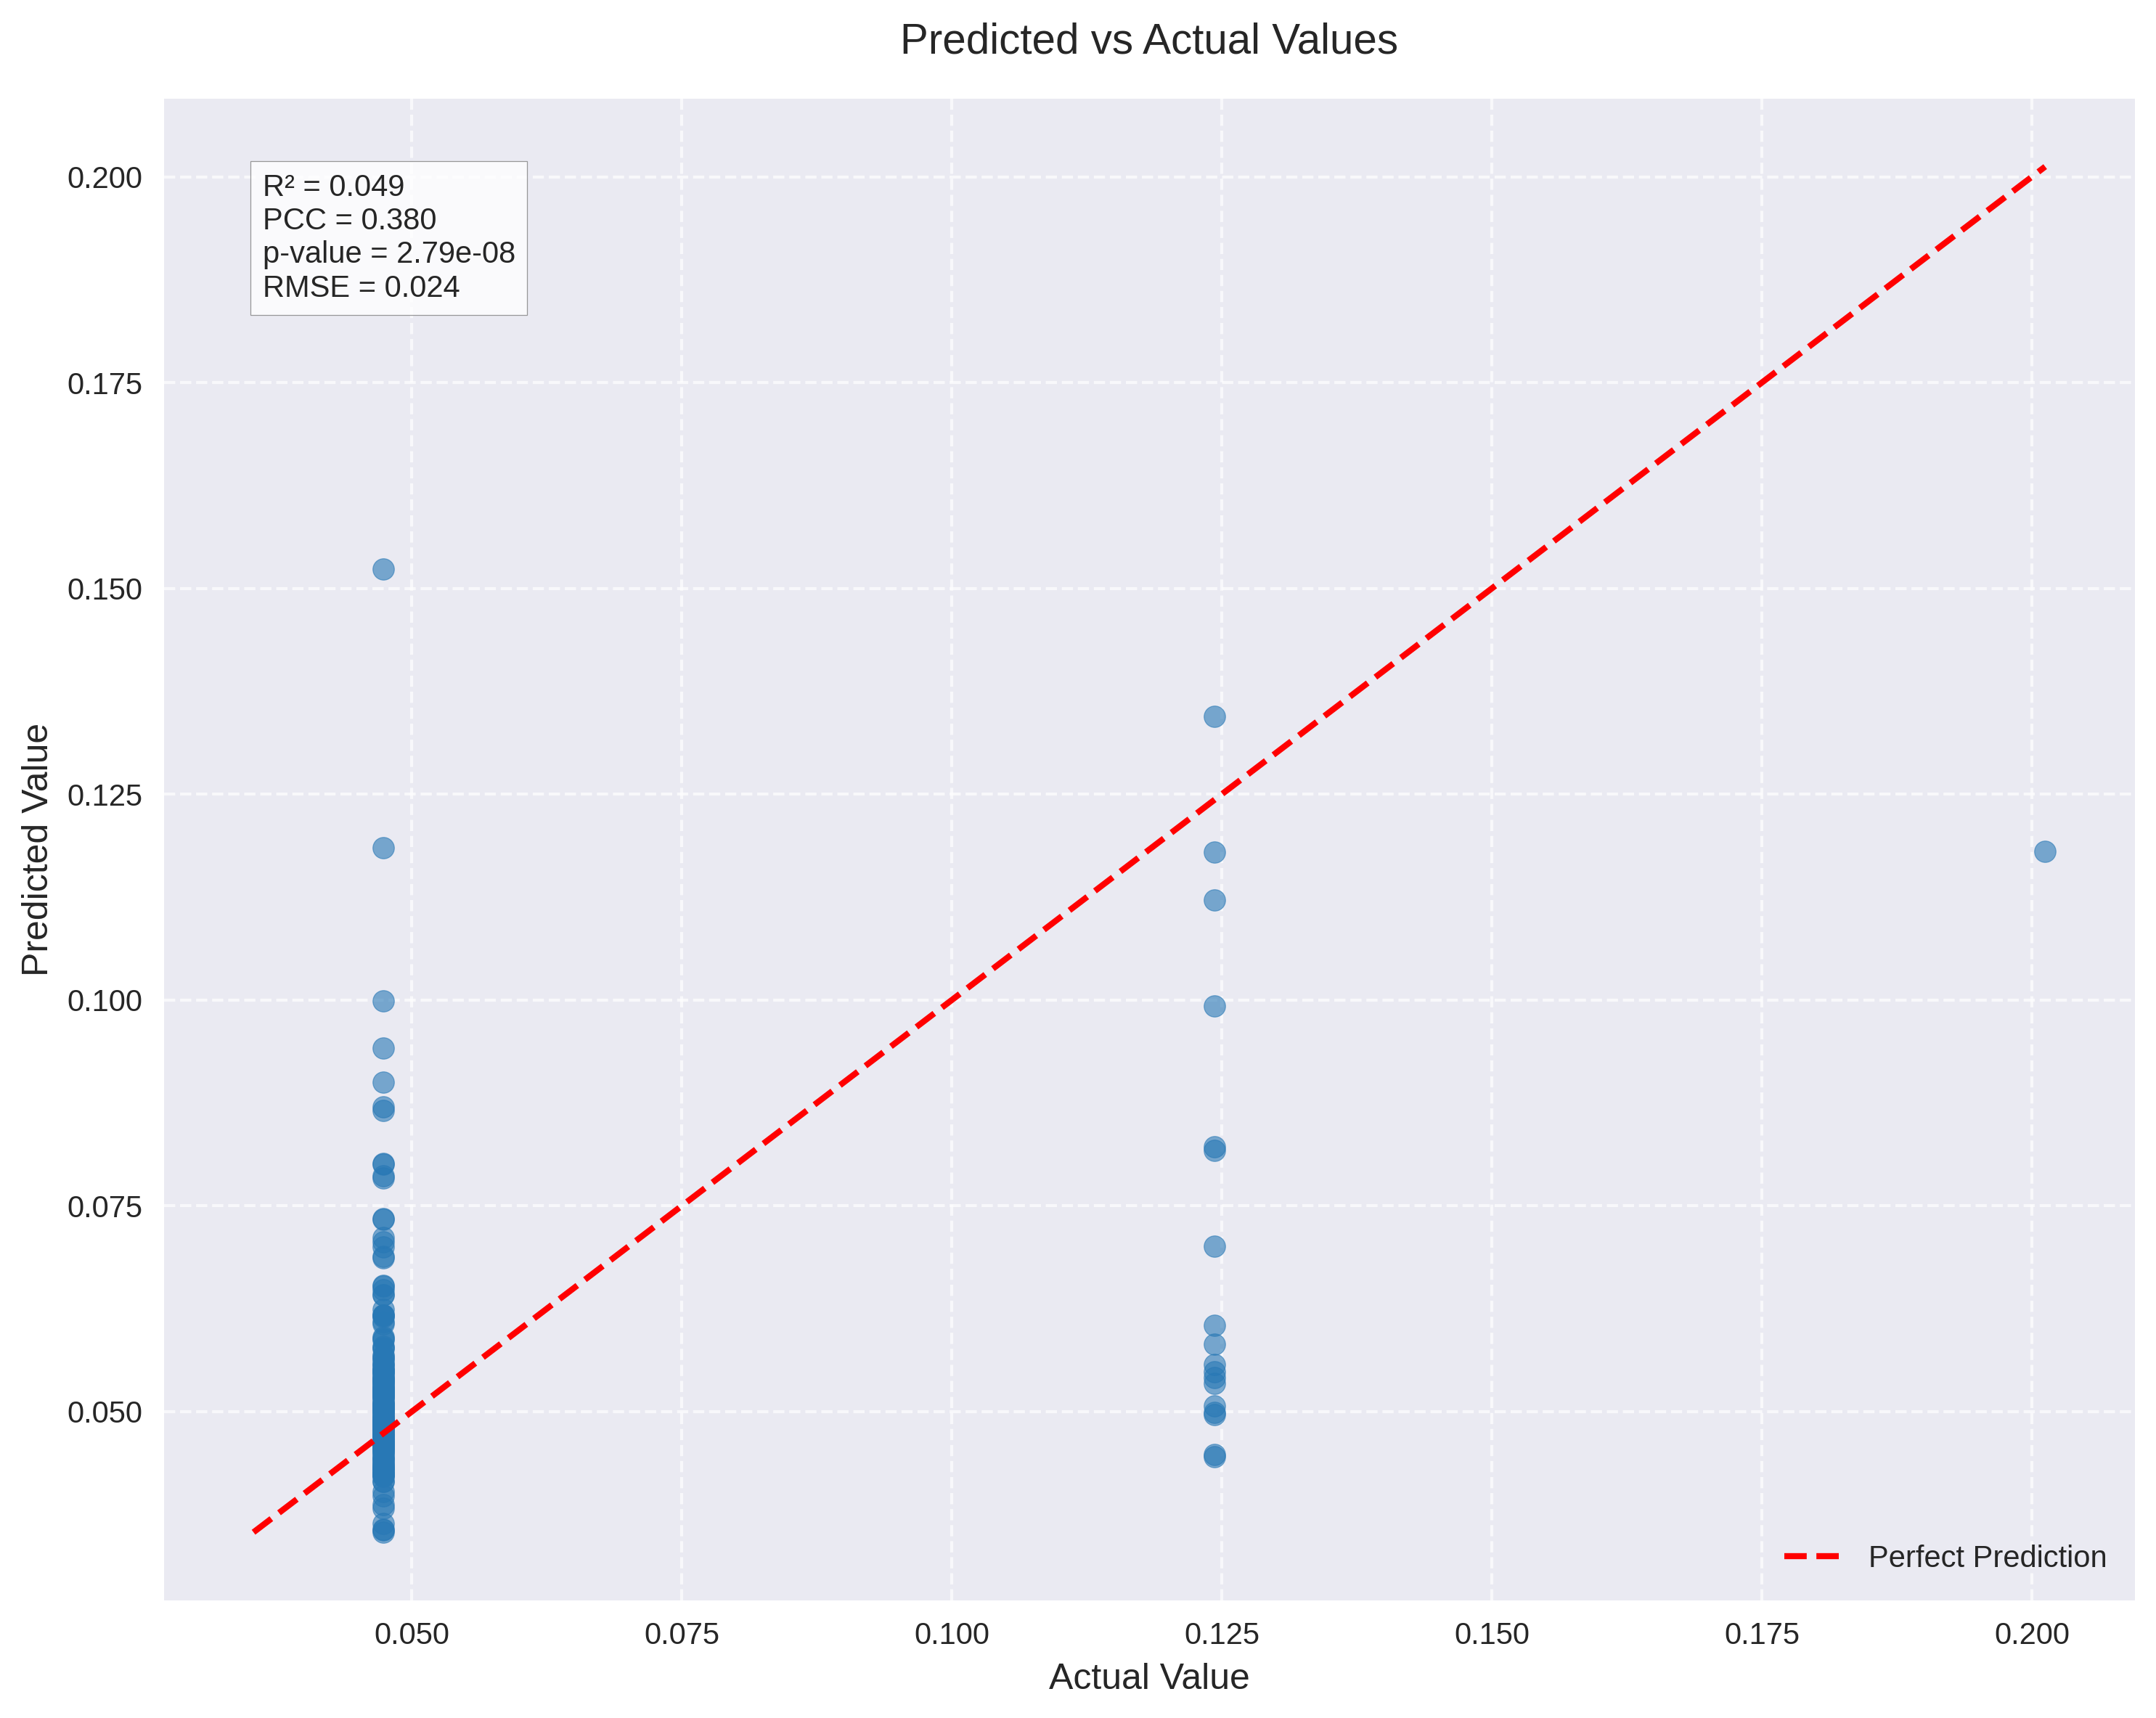 Predicted vs Actual Values
R² = 0.049
PCC = 0.380
p-value = 2.79e-08
RMSE = 0.024
0.200
0.175
0.150
0.125
0.100
0.075
0.050
Predicted Value
0.050 0.075 0.100 0.125 0.150 0.175 0.200
Actual Value
Perfect Prediction